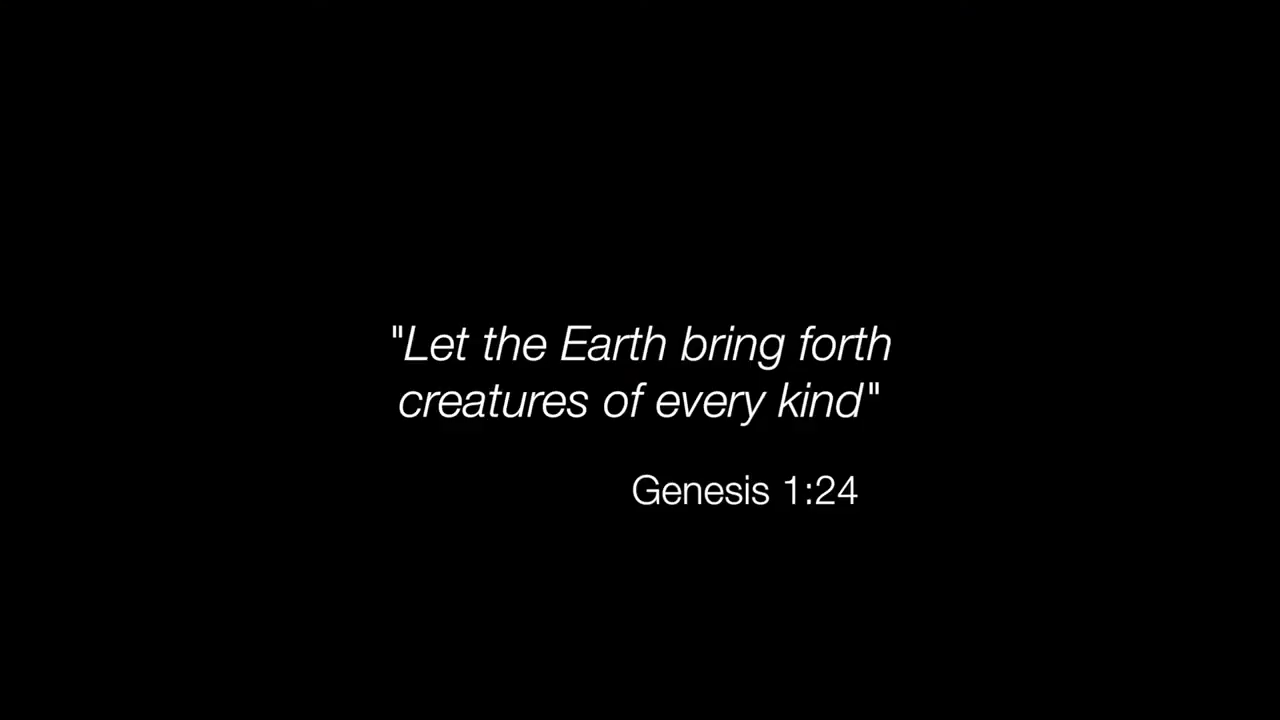 "Let the Earth bring forth
creatures of every kind"
Genesis 1:24